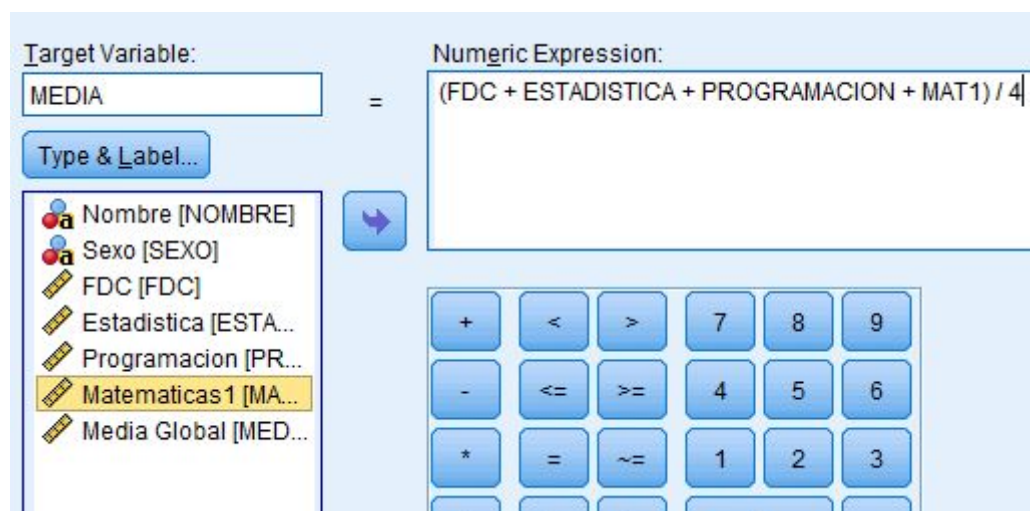 Target Variable:
MEDIA
=
Numeric Expression:
(FDC + ESTADISTICA + PROGRAMACION + MAT1) / 4
Type & Label...
Nombre [NOMBRE]
Sexo [SEXO]
FDC [FDC]
Estadistica [ESTA...
Programacion [PR...
Matematicas1 [MA...
Media Global [MED...
+ < > 7 8 9
- <= >= 4 5 6
* = ~= 1 2 3